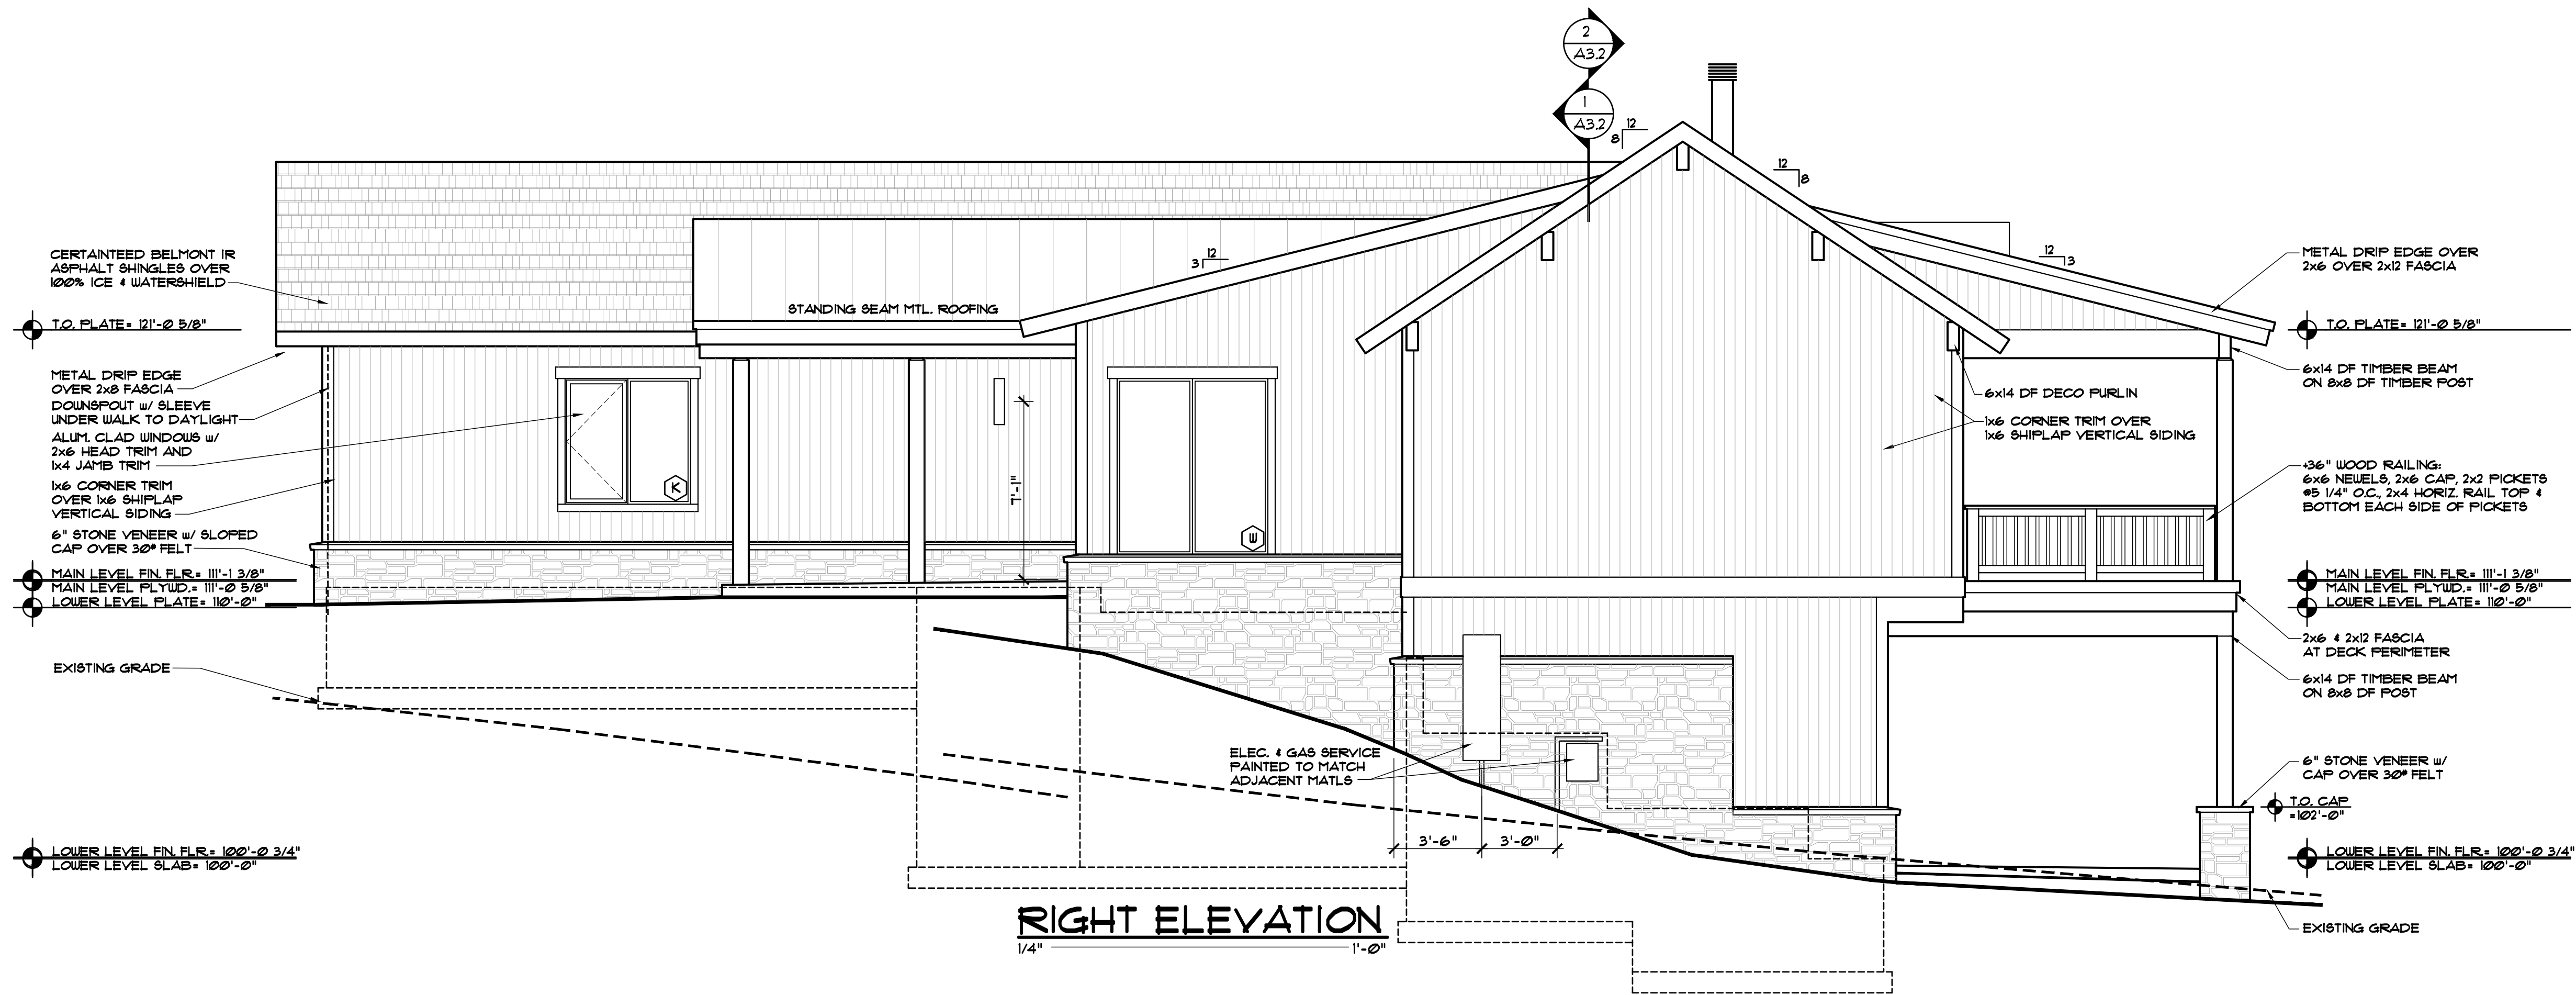 2
A3.2
1
A3.2
12
8
12
8
12
3
12
3
CERTAINTEED BELMONT IR
ASPHALT SHINGLES OVER
100% ICE & WATERSHIELD
T.O. PLATE= 121'-0 5/8"
METAL DRIP EDGE
OVER 2x8 FASCIA
DOWNSPOUT w/ SLEEVE
UNDER WALK TO DAYLIGHT
ALUM. CLAD WINDOWS w/
2x6 HEAD TRIM AND
1x4 JAMB TRIM
1x6 CORNER TRIM
OVER 1x6 SHIPLAP
VERTICAL SIDING
6" STONE VENEER w/ SLOPED
CAP OVER 30# FELT
MAIN LEVEL FIN. FLR.= 111'-1 3/8"
MAIN LEVEL PLYWD.= 111'-0 5/8"
LOWER LEVEL PLATE= 110'-0"
EXISTING GRADE
LOWER LEVEL FIN. FLR.= 100'-0 3/4"
LOWER LEVEL SLAB= 100'-0"
STANDING SEAM MTL. ROOFING
K
7'-1"
W
ELEC. & GAS SERVICE
PAINTED TO MATCH
ADJACENT MATLS
3'-6"
3'-0"
6x14 DF DECO PURLIN
1x6 CORNER TRIM OVER
1x6 SHIPLAP VERTICAL SIDING
METAL DRIP EDGE OVER
2x6 OVER 2x12 FASCIA
T.O. PLATE= 121'-0 5/8"
6x14 DF TIMBER BEAM
ON 8x8 DF TIMBER POST
+36" WOOD RAILING:
6x6 NEWELS, 2x6 CAP, 2x2 PICKETS
@5 1/4" O.C., 2x4 HORIZ. RAIL TOP &
BOTTOM EACH SIDE OF PICKETS
MAIN LEVEL FIN. FLR.= 111'-1 3/8"
MAIN LEVEL PLYWD.= 111'-0 5/8"
LOWER LEVEL PLATE= 110'-0"
2x6 & 2x12 FASCIA
AT DECK PERIMETER
6x14 DF TIMBER BEAM
ON 8x8 DF POST
6" STONE VENEER w/
CAP OVER 30# FELT
T.O. CAP
=102'-0"
LOWER LEVEL FIN. FLR.= 100'-0 3/4"
LOWER LEVEL SLAB= 100'-0"
EXISTING GRADE
RIGHT ELEVATION
1/4" 1'-0"